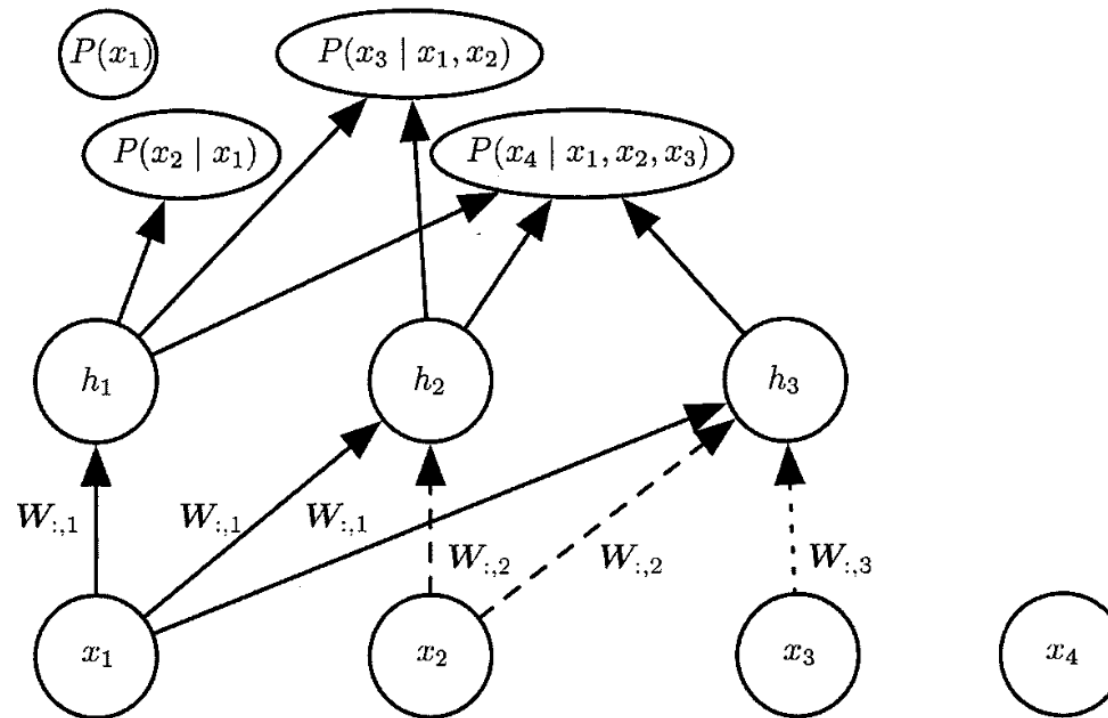 P(x₁)
P(x₃ | x₁, x₂)
P(x₂ | x₁)
P(x₄ | x₁, x₂, x₃)
h₁
h₂
h₃
W:,1
W:,1
W:,1
W:,2
W:,2
W:,3
x₁
x₂
x₃
x₄